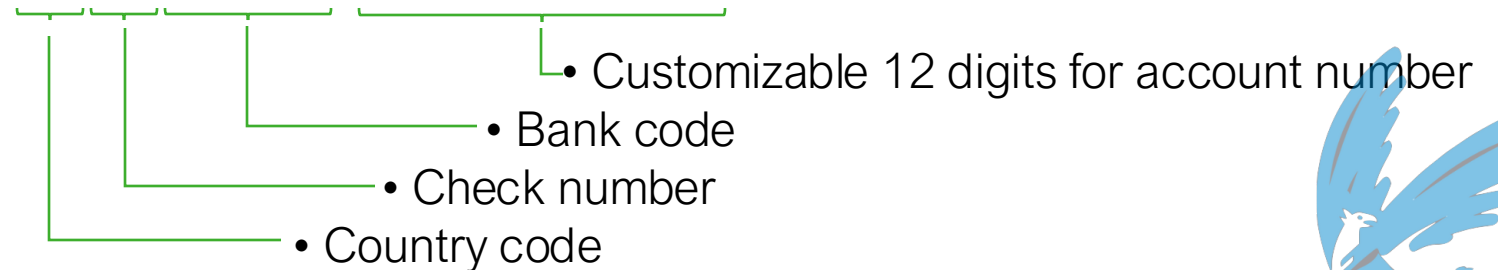 • Customizable 12 digits for account number
• Bank code
• Check number
• Country code